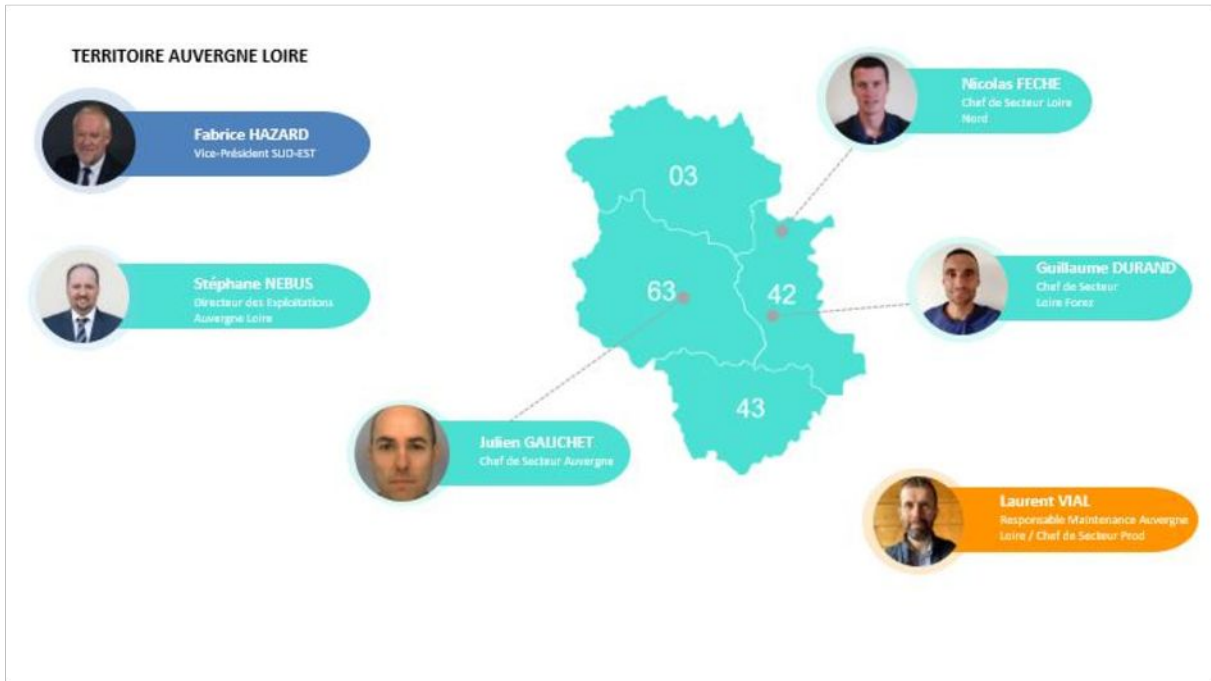 TERRITOIRE AUVERGNE LOIRE
Fabrice HAZARD
Vice-Président SUD-EST
Stéphane NEBUS
Directeur des Exploitations
Auvergne Loire
Nicolas FECHE
Chef de Secteur Loire
Nord
03
63
42
43
Guillaume DURAND
Chef de Secteur
Loire Forez
Julien GALICHET
Chef de Secteur Auvergne
Laurent VIAL
Responsable Maintenance Auvergne
Loire / Chef de Secteur Prod